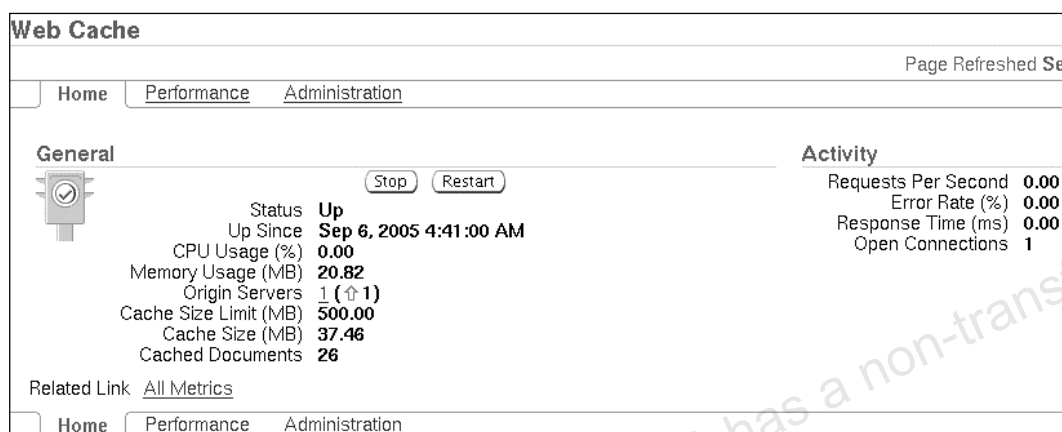 Web Cache
Page Refreshed Se
Home Performance Administration
General
Stop Restart
Status Up
Up Since Sep 6, 2005 4:41:00 AM
CPU Usage (%) 0.00
Memory Usage (MB) 20.82
Origin Servers 1 (⇧1)
Cache Size Limit (MB) 500.00
Cache Size (MB) 37.46
Cached Documents 26
Activity
Requests Per Second 0.00
Error Rate (%) 0.00
Response Time (ms) 0.00
Open Connections 1
Related Link All Metrics
Home Performance Administration
has a non-transf